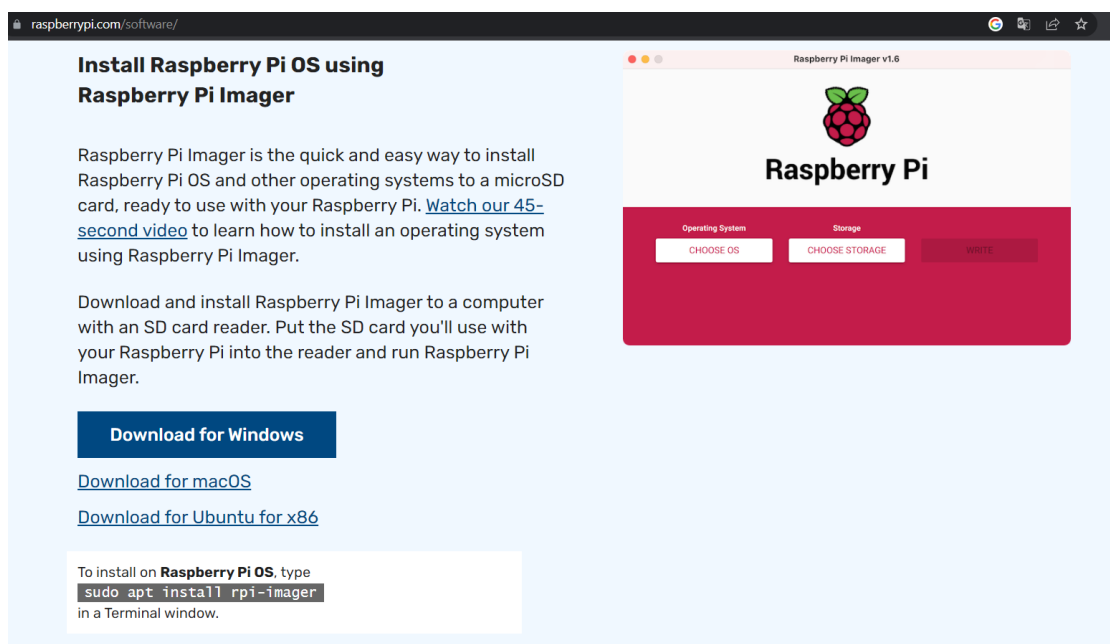 raspberrypi.com/software/
Install Raspberry Pi OS using
Raspberry Pi Imager
Raspberry Pi Imager is the quick and easy way to install
Raspberry Pi OS and other operating systems to a microSD
card, ready to use with your Raspberry Pi. Watch our 45-
second video to learn how to install an operating system
using Raspberry Pi Imager.
Download and install Raspberry Pi Imager to a computer
with an SD card reader. Put the SD card you'll use with
your Raspberry Pi into the reader and run Raspberry Pi
Imager.
Download for Windows
Download for macOS
Download for Ubuntu for x86
To install on Raspberry Pi OS, type
sudo apt install rpi-imager
in a Terminal window.
Raspberry Pi Imager v1.6
Raspberry Pi
Operating System
Storage
CHOOSE OS
CHOOSE STORAGE
WRITE